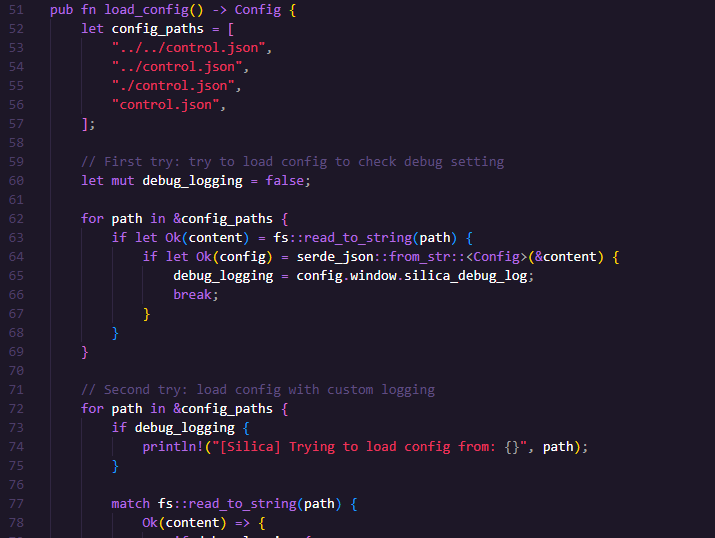 51 pub fn load_config() -> Config {
52     let config_paths = [
53         "../../control.json",
54         "../control.json",
55         "./control.json",
56         "control.json",
57     ];
58
59     // First try: try to load config to check debug setting
60     let mut debug_logging = false;
61
62     for path in &config_paths {
63         if let Ok(content) = fs::read_to_string(path) {
64             if let Ok(config) = serde_json::from_str::<Config>(&content) {
65                 debug_logging = config.window.silica_debug_log;
66                 break;
67             }
68         }
69     }
70
71     // Second try: load config with custom logging
72     for path in &config_paths {
73         if debug_logging {
74             println!("[Silica] Trying to load config from: {}", path);
75         }
76
77         match fs::read_to_string(path) {
78             Ok(content) => {